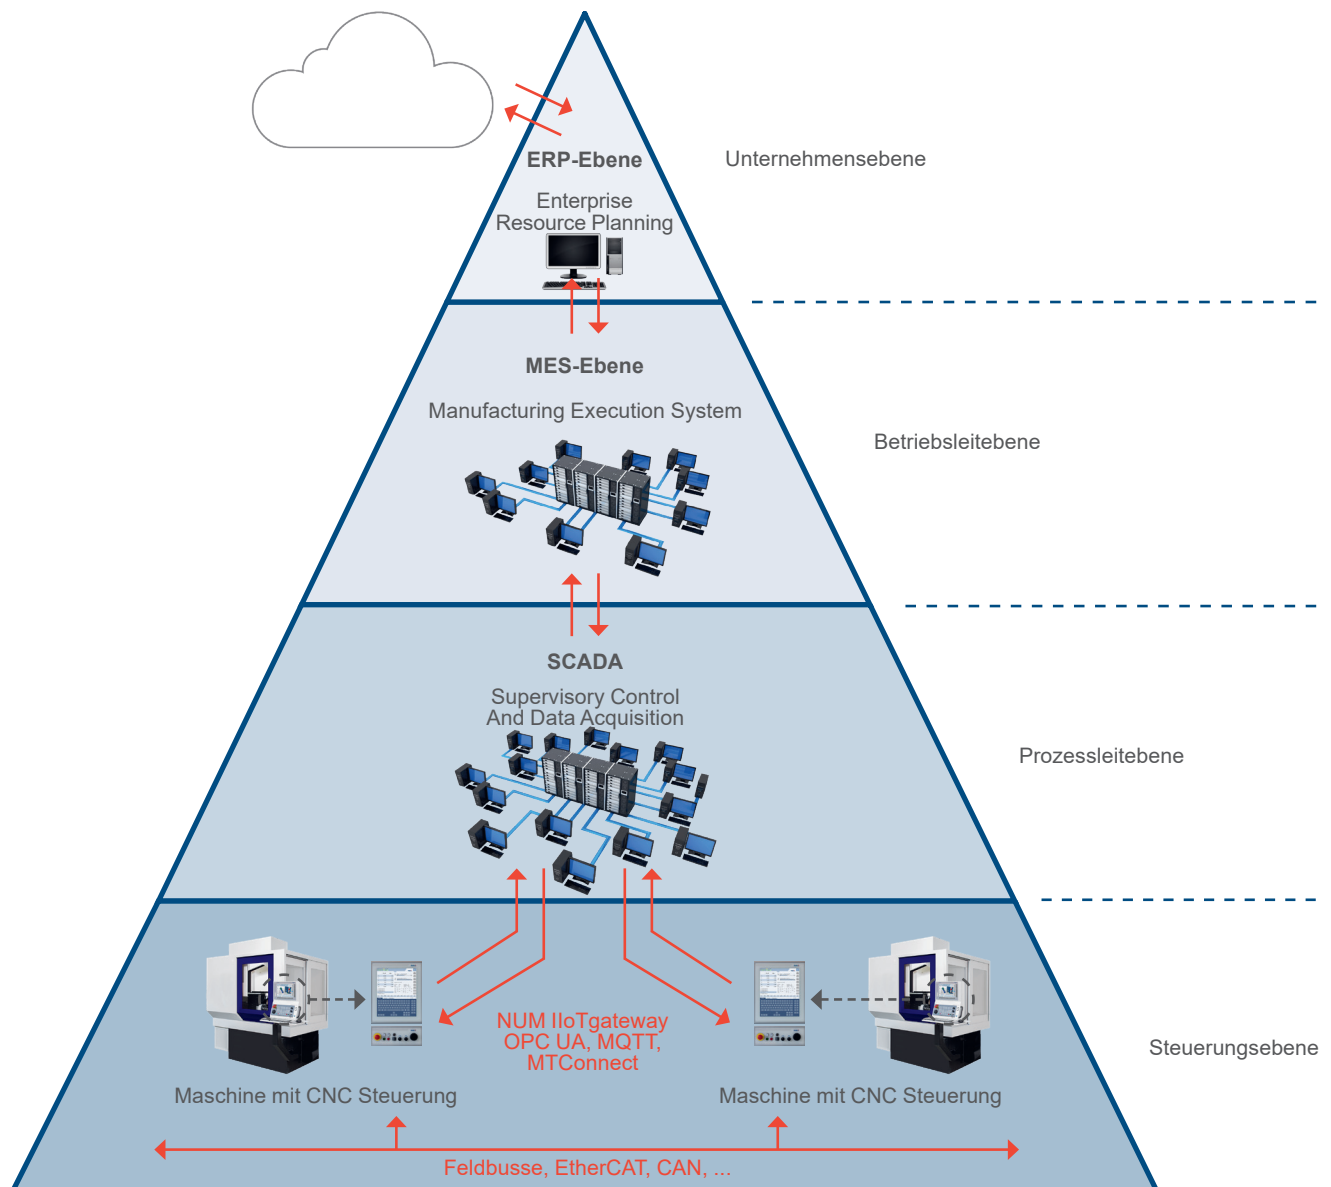 ERP-Ebene
Unternehmensebene
Enterprise
Resource Planning
MES-Ebene
Manufacturing Execution System
Betriebsleitebene
SCADA
Supervisory Control
And Data Acquisition
Prozessleitebene
NUM IIoTgateway
OPC UA, MQTT,
MTConnect
Steuerungsebene
Maschine mit CNC Steuerung
Maschine mit CNC Steuerung
Feldbusse, EtherCAT, CAN, ...